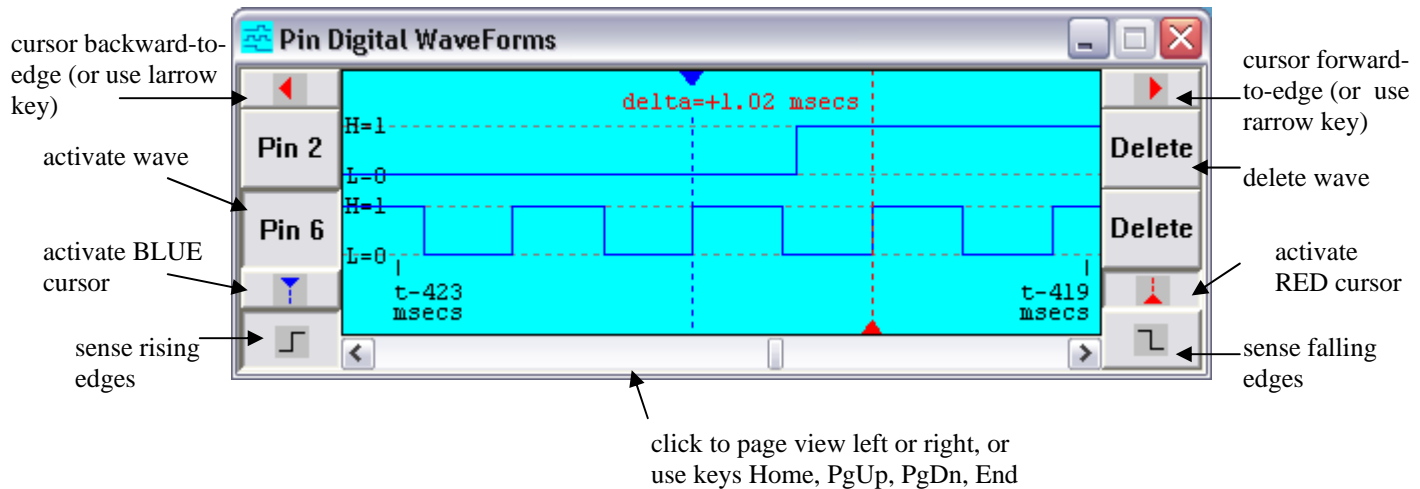 Pin Digital WaveForms
cursor backward-to-
edge (or use larrow
key)
activate wave
activate BLUE
cursor
sense rising
edges
Pin 2
Pin 6
delta=+1.02 msecs
H=1
L=0
H=1
L=0
t-423
msecs
t-419
msecs
Delete
Delete
cursor forward-
to-edge (or use
rarrow key)
delete wave
activate
RED cursor
sense falling
edges
click to page view left or right, or
use keys Home, PgUp, PgDn, End